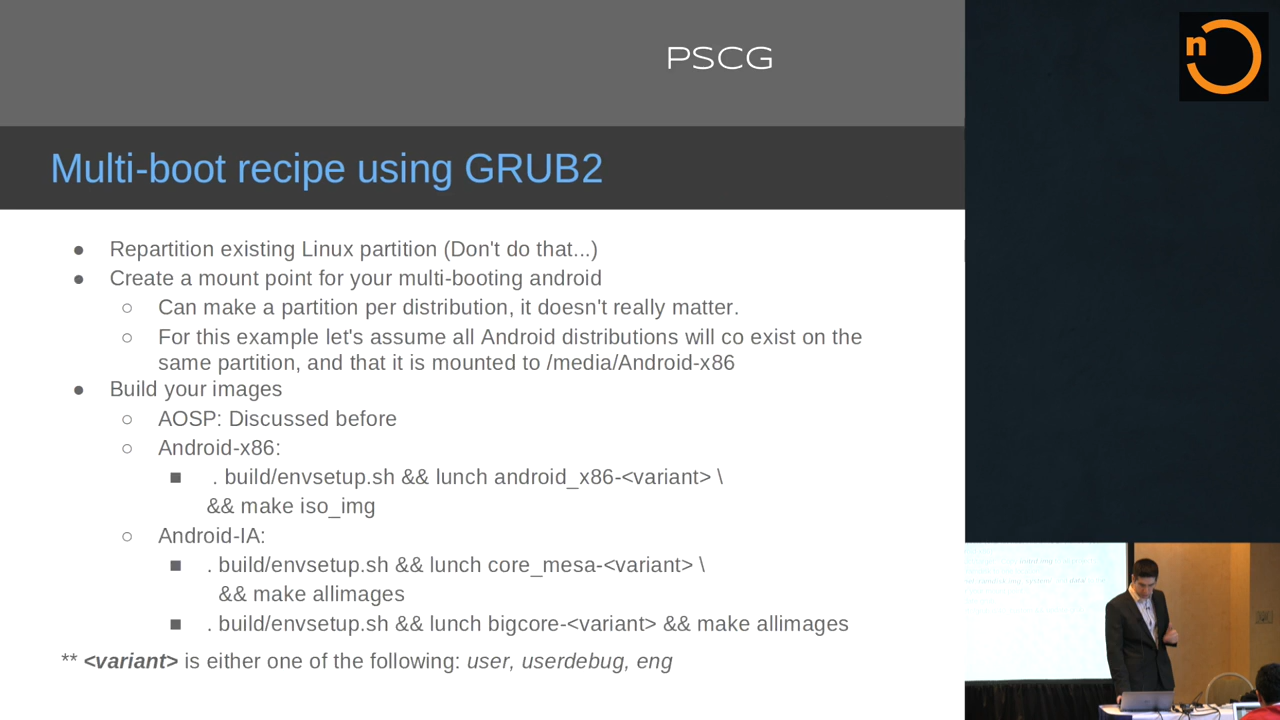 PSCG
n
Multi-boot recipe using GRUB2
● Repartition existing Linux partition (Don't do that...)
● Create a mount point for your multi-booting android
○ Can make a partition per distribution, it doesn't really matter.
○ For this example let's assume all Android distributions will co exist on the
same partition, and that it is mounted to /media/Android-x86
● Build your images
○ AOSP: Discussed before
○ Android-x86:
■ . build/envsetup.sh && lunch android_x86-<variant> \
&& make iso_img
○ Android-IA:
■ . build/envsetup.sh && lunch core_mesa-<variant> \
&& make allimages
■ . build/envsetup.sh && lunch bigcore-<variant> && make allimages
** <variant> is either one of the following: user, userdebug, eng